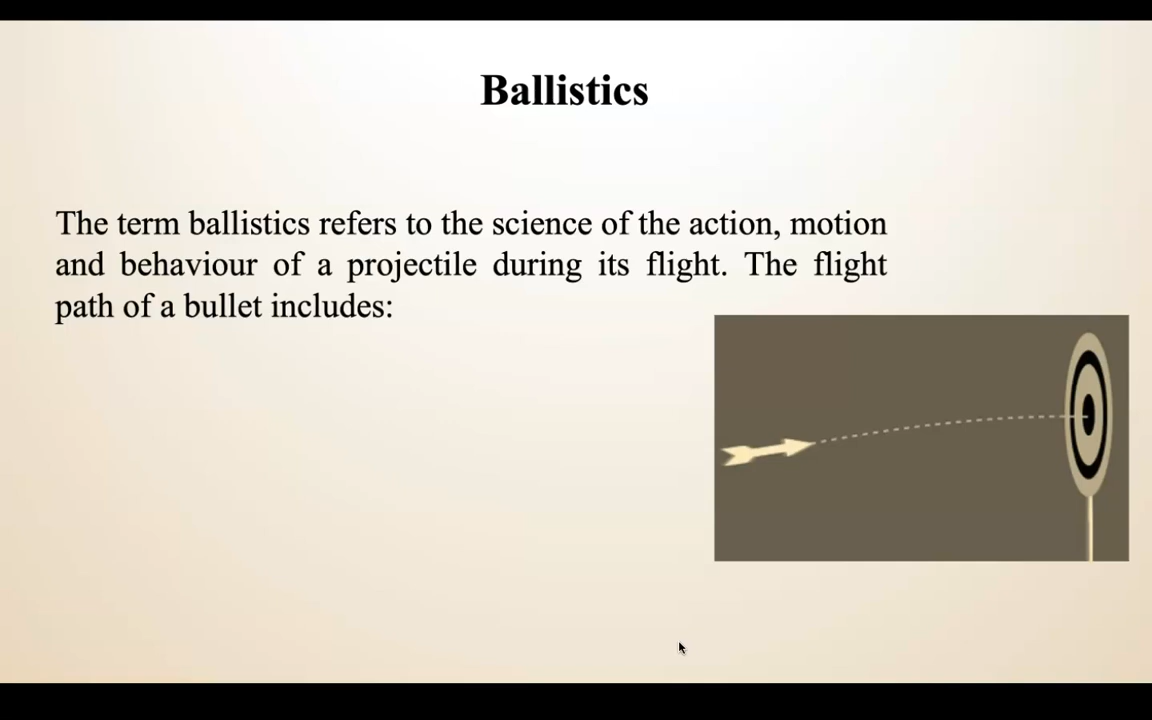 Ballistics
The term ballistics refers to the science of the action, motion
and behaviour of a projectile during its flight. The flight
path of a bullet includes: